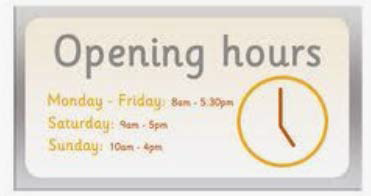 Opening hours
Monday - Friday: 8am - 5:30pm
Saturday: 9am - 5pm
Sunday: 10am - 4pm